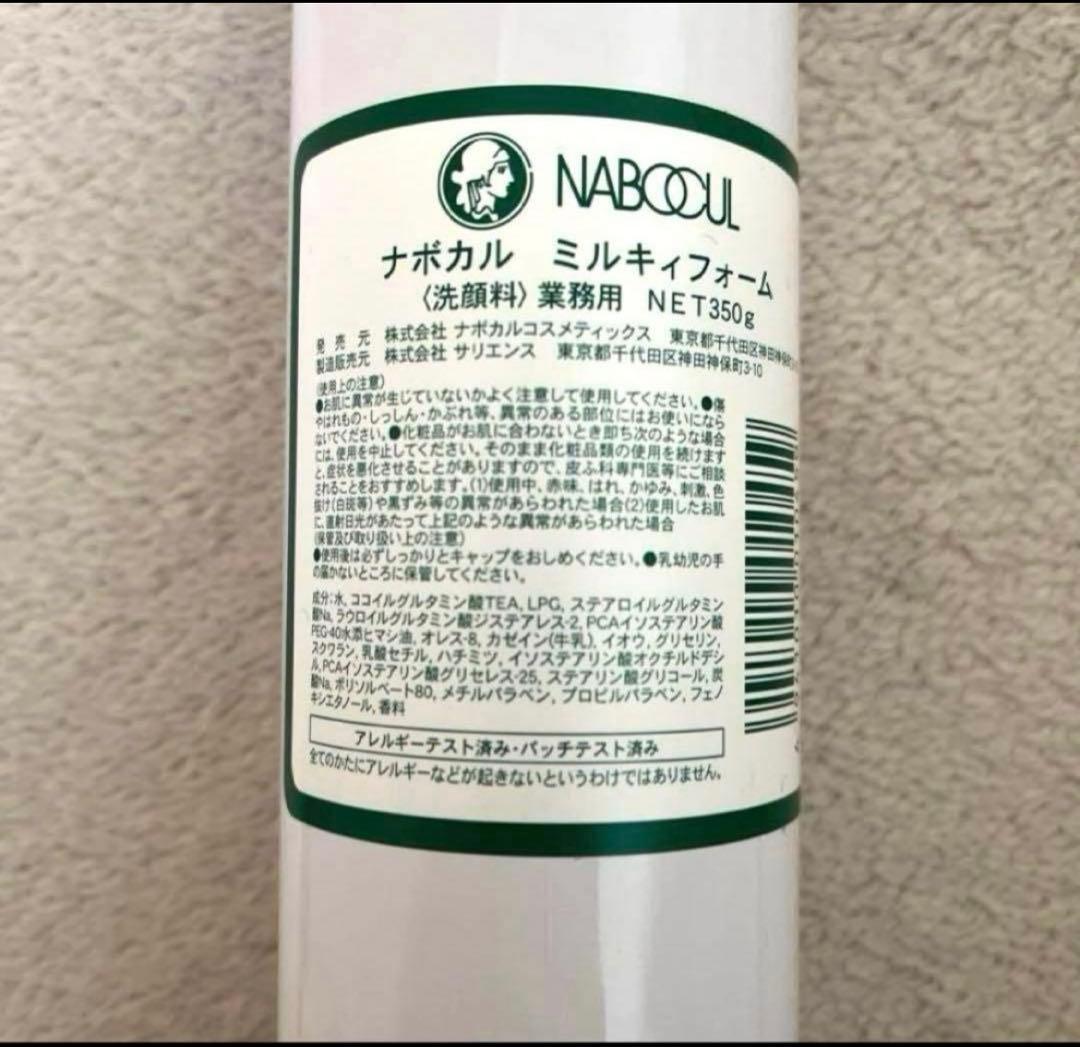 NABOCUL
ナボカル ミルキィフォーム
〈洗顔料〉業務用 NET350g
発売元 株式会社 ナボカルコスメティックス 東京都千代田区神田神保町
製造販売元 株式会社 サリエンス 東京都千代田区神田神保町3-10
(使用上の注意)
●お肌に異常が生じていないかよく注意して使用してください。●傷
やはれもの・しっしん・かぶれ等、異常のある部位にはお使いになら
ないでください。●化粧品がお肌に合わないとき即ち次のような場合
には、使用を中止してください。そのまま化粧品類の使用を続けます
と、症状を悪化させることがありますので、皮ふ科専門医等にご相談
されることをおすすめします。(1)使用中、赤味、はれ、かゆみ、刺激、色
抜け(白斑等)や黒ずみ等の異常があらわれた場合(2)使用したお肌
に、直射日光があたって上記のような異常があらわれた場合
(保管及び取り扱い上の注意)
●使用後は必ずしっかりとキャップをおしめください。●乳幼児の手
の届かないところに保管してください。
成分:水、ココイルグルタミン酸TEA、LPG、ステアロイルグルタミン
酸Na、ラウロイルグルタミン酸ジステアレス-2、PCAイソステアリン酸
PEG-40水添ヒマシ油、オレス-8、カゼイン(牛乳)、イオウ、グリセリン、
スクワラン、乳酸セチル、ハチミツ、イソステアリン酸オクチルドデシ
ル、PCAイソステアリン酸グリセレス-25、ステアリン酸グリコール、炭
酸Na、ポリソルベート80、メチルパラベン、プロピルパラベン、フェノ
キシエタノール、香料
アレルギーテスト済み・パッチテスト済み
全てのかたにアレルギーなどが起きないというわけではありません。